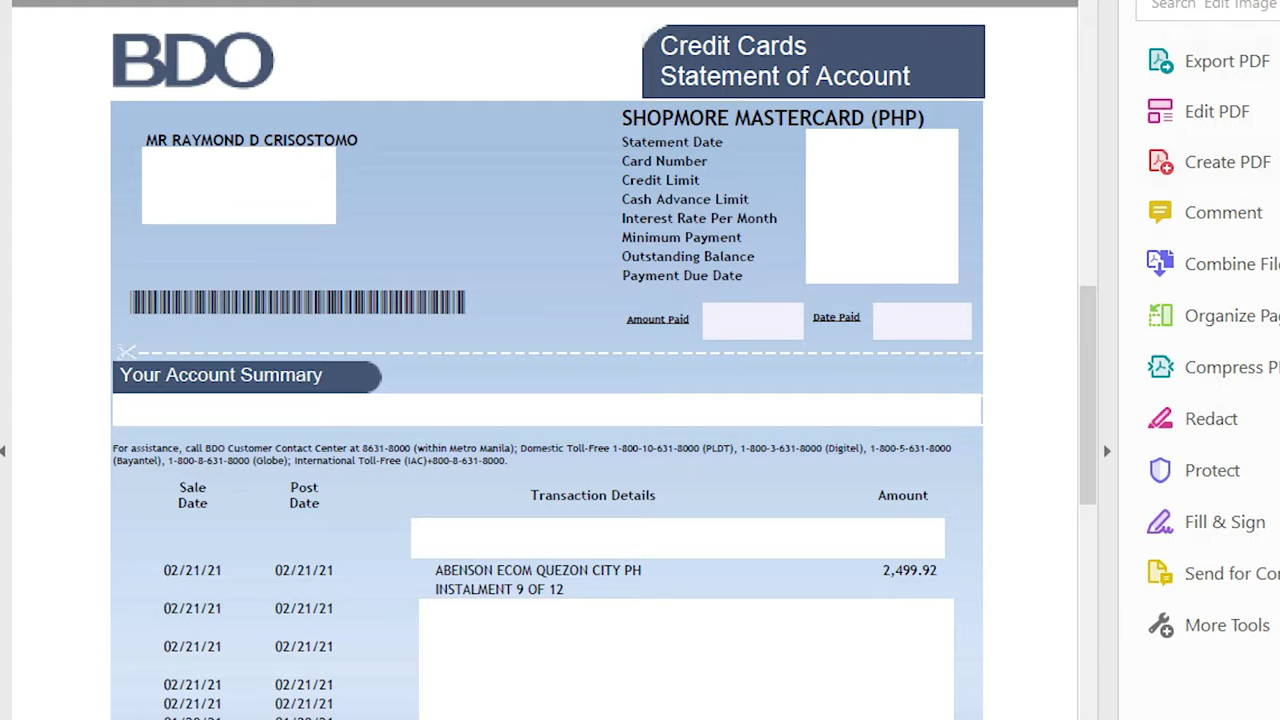 Search 'Edit Image
BDO
Credit Cards
Statement of Account
SHOPMORE MASTERCARD (PHP)
MR RAYMOND D CRISOSTOMO
Statement Date
Card Number
Credit Limit
Cash Advance Limit
Interest Rate Per Month
Minimum Payment
Outstanding Balance
Payment Due Date
Amount Paid
Date Paid
Your Account Summary
For assistance, call BDO Customer Contact Center at 8631-8000 (within Metro Manila); Domestic Toll-Free 1-800-10-631-8000 (PLDT), 1-800-3-631-8000 (Digitel), 1-800-5-631-8000
(Bayantel), 1-800-8-631-8000 (Globe); International Toll-Free (IAC)+800-8-631-8000.
Sale Date
Post Date
Transaction Details
Amount
02/21/21 02/21/21 ABENSON ECOM QUEZON CITY PH 2,499.92
INSTALMENT 9 OF 12
02/21/21 02/21/21
02/21/21 02/21/21
02/21/21 02/21/21
02/21/21 02/21/21
Export PDF
Edit PDF
Create PDF
Comment
Combine Fil
Organize Pa
Compress P
Redact
Protect
Fill & Sign
Send for Co
More Tools